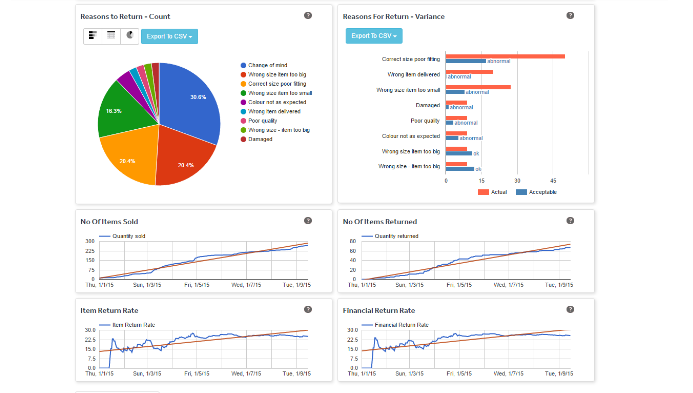 Reasons to Return - Count
Export To CSV
30.6%
20.4%
20.4%
16.3%
Change of mind
Wrong size item too big
Correct size poor fitting
Wrong size item too small
Colour not as expected
Wrong item delivered
Poor quality
Wrong size - item too big
Damaged
Reasons For Return - Variance
Export To CSV
Correct size poor fitting
abnormal
Wrong item delivered
abnormal
Wrong size item too small
abnormal
Damaged
abnormal
Poor quality
abnormal
Colour not as expected
abnormal
Wrong size item too big
ok
Wrong size - item too big
ok
0 15 30 45
Actual Acceptable
No Of Items Sold
Quantity sold
300
225
150
75
0
Thu, 1/1/15 Sun, 1/3/15 Fri, 1/5/15 Wed, 1/7/15 Tue, 1/9/15
No Of Items Returned
Quantity returned
80
60
40
20
0
Thu, 1/1/15 Sun, 1/3/15 Fri, 1/5/15 Wed, 1/7/15 Tue, 1/9/15
Item Return Rate
Item Return Rate
30.0
22.5
15.0
7.5
0.0
Thu, 1/1/15 Sun, 1/3/15 Fri, 1/5/15 Wed, 1/7/15 Tue, 1/9/15
Financial Return Rate
Financial Return Rate
30.0
22.5
15.0
7.5
0.0
Thu, 1/1/15 Sun, 1/3/15 Fri, 1/5/15 Wed, 1/7/15 Tue, 1/9/15